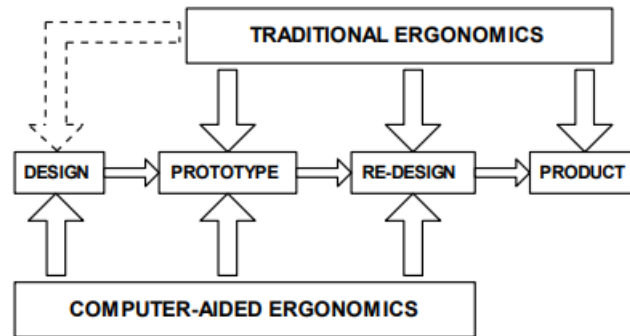 TRADITIONAL ERGONOMICS
DESIGN
PROTOTYPE
RE-DESIGN
PRODUCT
COMPUTER-AIDED ERGONOMICS